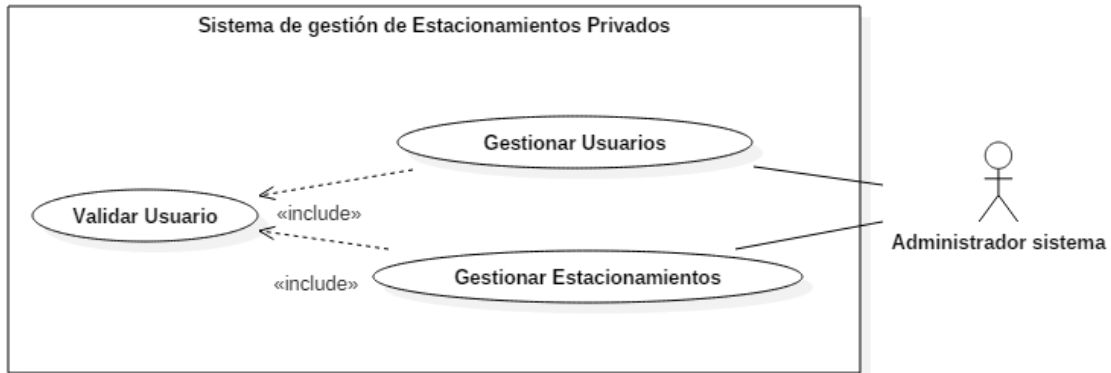 Sistema de gestión de Estacionamientos Privados
Gestionar Usuarios
Validar Usuario
«include»
Administrador sistema
Gestionar Estacionamientos
«include»